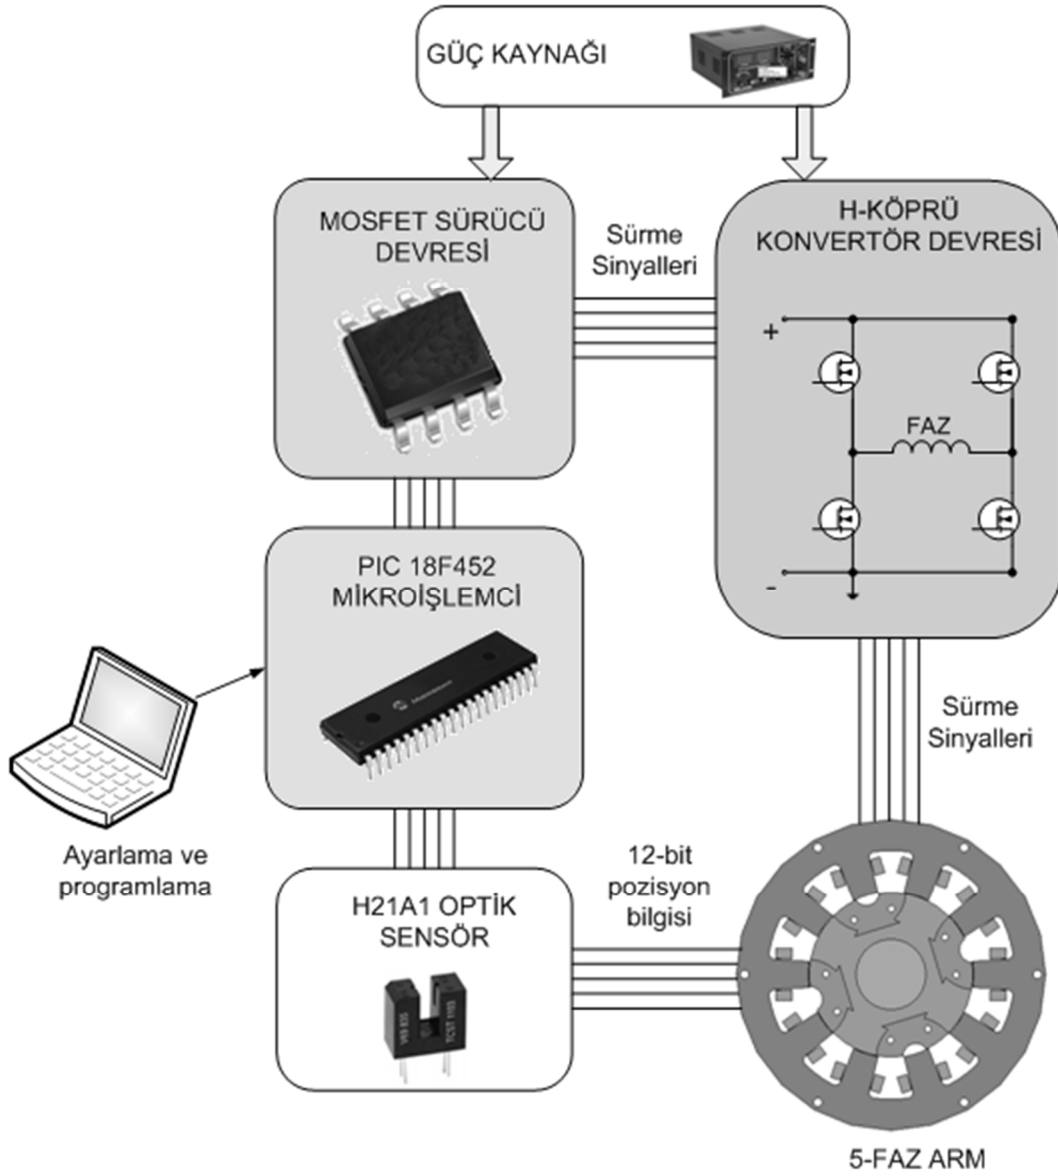 GÜÇ KAYNAĞI
MOSFET SÜRÜCÜ
DEVRESİ
Sürme
Sinyalleri
H-KÖPRÜ
KONVERTÖR DEVRESİ
+
FAZ
-
PIC 18F452
MİKROİŞLEMCİ
Sürme
Sinyalleri
Ayarlama ve
programlama
H21A1 OPTİK
SENSÖR
12-bit
pozisyon
bilgisi
5-FAZ ARM